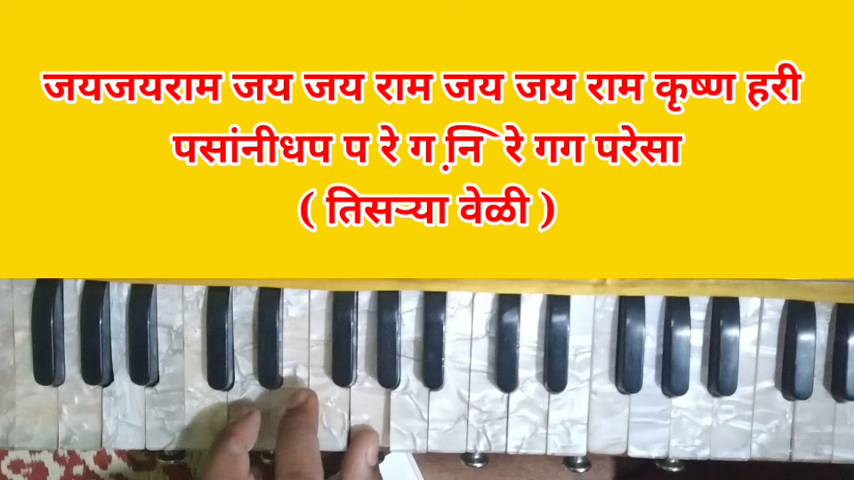 जयजयराम जय जय राम जय जय राम कृष्ण हरी
पसांनीधप प रे ग .नि रे गग परेसा
( तिसऱ्या वेळी )